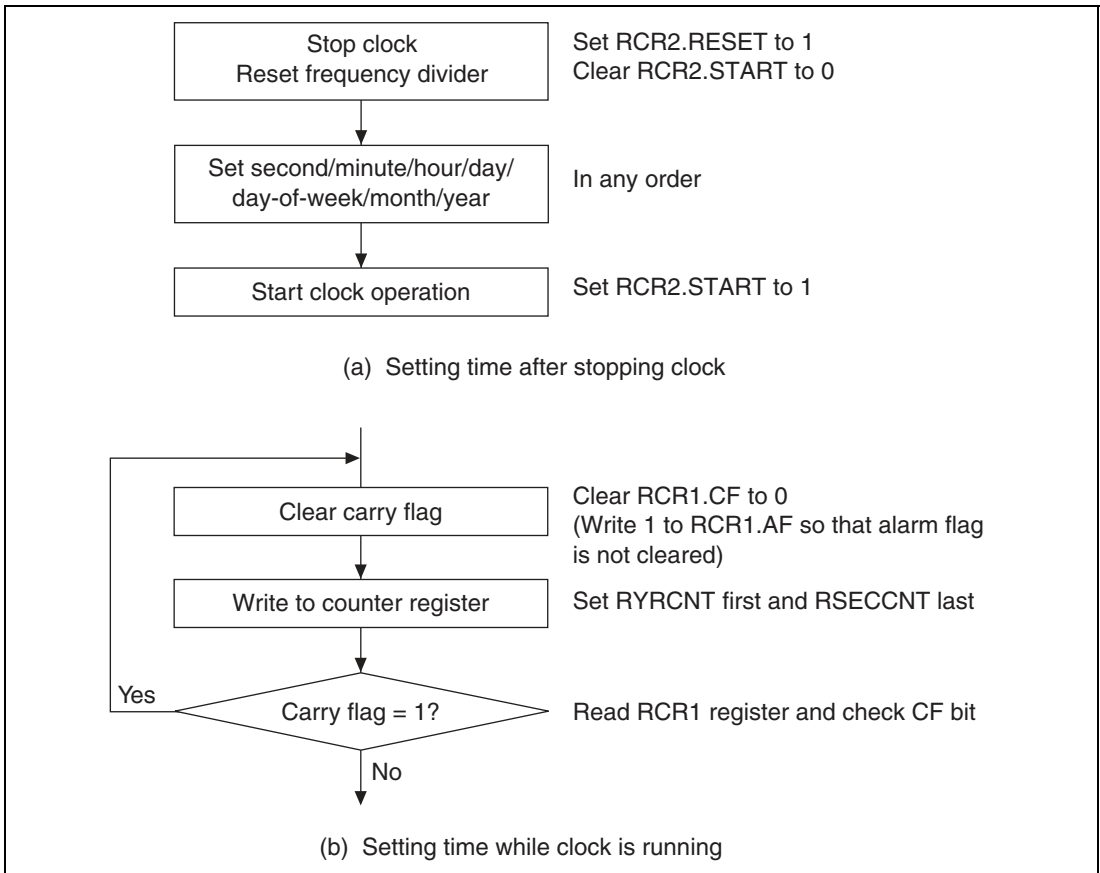 Stop clock
Reset frequency divider
Set RCR2.RESET to 1
Clear RCR2.START to 0
Set second/minute/hour/day/
day-of-week/month/year
In any order
Start clock operation
Set RCR2.START to 1
(a) Setting time after stopping clock
Clear carry flag
Clear RCR1.CF to 0
(Write 1 to RCR1.AF so that alarm flag
is not cleared)
Write to counter register
Set RYRCNT first and RSECCNT last
Yes
Carry flag = 1?
Read RCR1 register and check CF bit
No
(b) Setting time while clock is running